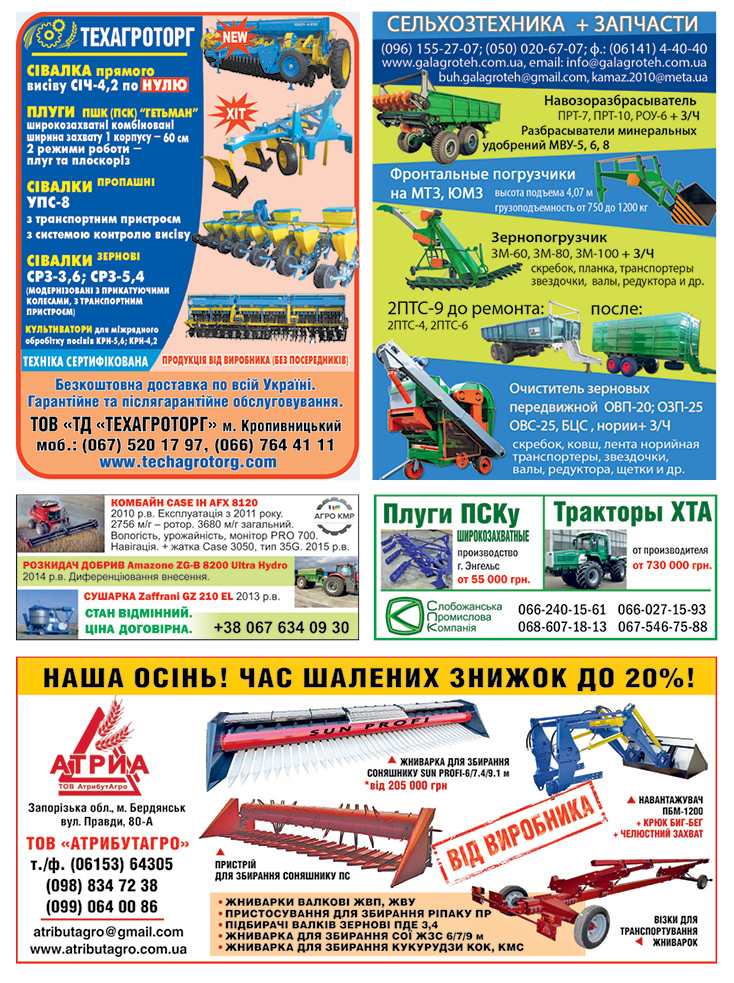 ТЕХАГРОТОРГ
NEW
СІВАЛКА прямого
висіву СІЧ-4,2 по НУЛЮ
ПЛУГИ ПШК (ПСК) "ГЕТЬМАН"
широкозахватні комбіновані
ширина захвату 1 корпусу – 60 см
2 режими роботи –
плуг та плоскоріз
ХІТ
СІВАЛКИ ПРОПАШНІ
УПС-8
з транспортним пристроєм
з системою контролю висіву
СІВАЛКИ ЗЕРНОВІ
СРЗ-3,6; СРЗ-5,4
(МОДЕРНІЗОВАНІ З ПРИКАТУЮЧИМИ
КОЛЕСАМИ, З ТРАНСПОРТНИМ
ПРИСТРОЄМ)
КУЛЬТИВАТОРИ для міжрядного
обробітку посівів КРН-5,6; КРН-4,2
ТЕХНІКА СЕРТИФІКОВАНА
ПРОДУКЦІЯ ВІД ВИРОБНИКА (БЕЗ ПОСЕРЕДНИКІВ)
Безкоштовна доставка по всій Україні.
Гарантійне та післягарантійне обслуговування.
ТОВ «ТД «ТЕХАГРОТОРГ» м. Кропивницький
моб.: (067) 520 17 97, (066) 764 41 11
www.techagrotorg.com
СЕЛЬХОЗТЕХНИКА + ЗАПЧАСТИ
(096) 155-27-07; (050) 020-67-07; ф.: (06141) 4-40-40
www.galagroteh.com.ua, email: info@galagroteh.com.ua
buh.galagroteh@gmail.com, kamaz.2010@meta.ua
Навозоразбрасыватель
ПРТ-7, ПРТ-10, РОУ-6 + З/Ч
Разбрасыватели минеральных
удобрений МВУ-5, 6, 8
Фронтальные погрузчики
на МТЗ, ЮМЗ высота подъема 4,07 м
грузоподъемность от 750 до 1200 кг
Зернопогрузчик
ЗМ-60, ЗМ-80, ЗМ-100 + З/Ч
скребок, планка, транспортеры
звездочки, валы, редуктора и др.
2ПТС-9 до ремонта: после:
2ПТС-4, 2ПТС-6
Очиститель зерновых
передвижной ОВП-20; ОЗП-25
ОВС-25, БЦС , нории+ З/Ч
скребок, ковш, лента норийная
транспортеры, звездочки,
валы, редуктора, щетки и др.
КОМБАЙН CASE IH AFX 8120
2010 р.в. Експлуатація з 2011 року.
2756 м/г – ротор. 3680 м/г загальний.
Вологість, урожайність, монітор PRO 700.
Навігація. + жатка Case 3050, тип 35G. 2015 р.в.
АГРО КМР
РОЗКИДАЧ ДОБРИВ Amazone ZG-B 8200 Ultra Hydro
2014 р.в. Диференціювання внесення.
СУШАРКА Zaffrani GZ 210 EL 2013 р.в.
СТАН ВІДМІННИЙ.
ЦІНА ДОГОВІРНА. +38 067 634 09 30
Плуги ПСКу
ШИРОКОЗАХВАТНЫЕ
производство
г. Энгельс
от 55 000 грн.
Тракторы ХТА
от производителя
от 730 000 грн.
Слобожанська
Промислова
Компанія
066-240-15-61 066-027-15-93
068-607-18-13 067-546-75-88
НАША ОСІНЬ! ЧАС ШАЛЕНИХ ЗНИЖОК ДО 20%!
АТРИА
ТОВ АтрибутАгро
Запорізька обл., м. Бердянськ
вул. Правди, 80-А
ТОВ «АТРИБУТАГРО»
т./ф. (06153) 64305
(098) 834 72 38
(099) 064 00 86
atributagro@gmail.com
www.atributagro.com.ua
SUN PROFI
ЖНИВАРКА ДЛЯ ЗБИРАННЯ
СОНЯШНИКУ SUN PROFI-6/7.4/9.1 м
*від 205 000 грн
НАВАНТАЖУВАЧ
ПБМ-1200
+ КРЮК БИГ-БЕГ
+ ЧЕЛЮСТНИЙ ЗАХВАТ
ВІД ВИРОБНИКА
ПРИСТРІЙ
ДЛЯ ЗБИРАННЯ СОНЯШНИКУ ПС
• ЖНИВАРКИ ВАЛКОВІ ЖВП, ЖВУ
• ПРИСТОСУВАННЯ ДЛЯ ЗБИРАННЯ РІПАКУ ПР
• ПІДБИРАЧІ ВАЛКІВ ЗЕРНОВІ ПДЕ 3,4
• ЖНИВАРКА ДЛЯ ЗБИРАННЯ СОЇ ЖЗС 6/7/9 м
• ЖНИВАРКА ДЛЯ ЗБИРАННЯ КУКУРУДЗИ КОК, КМС
ВІЗКИ ДЛЯ
ТРАНСПОРТУВАННЯ
ЖНИВАРОК